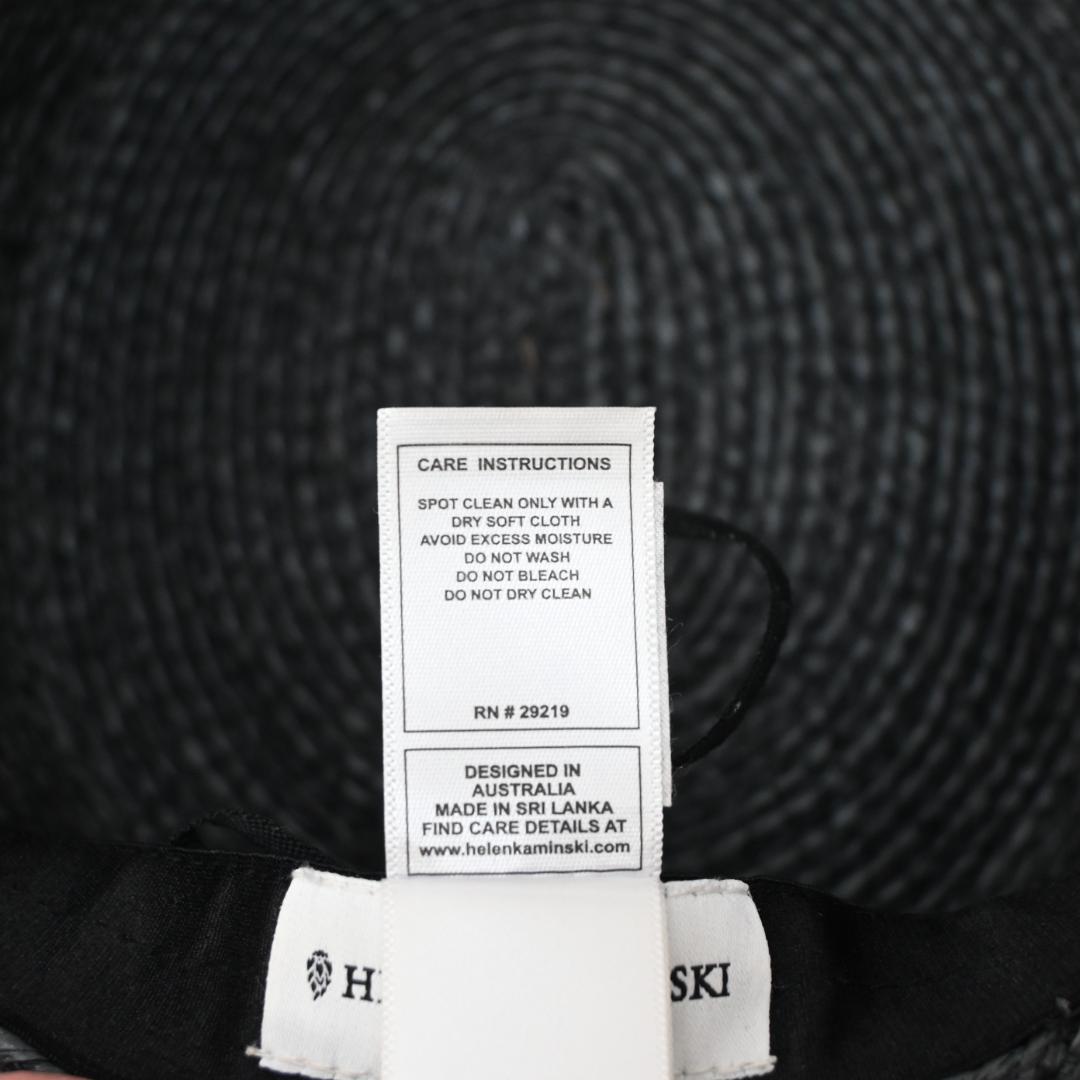 CARE INSTRUCTIONS
SPOT CLEAN ONLY WITH A
DRY SOFT CLOTH
AVOID EXCESS MOISTURE
DO NOT WASH
DO NOT BLEACH
DO NOT DRY CLEAN
RN # 29219
DESIGNED IN
AUSTRALIA
MADE IN SRI LANKA
FIND CARE DETAILS AT
www.helenkaminski.com